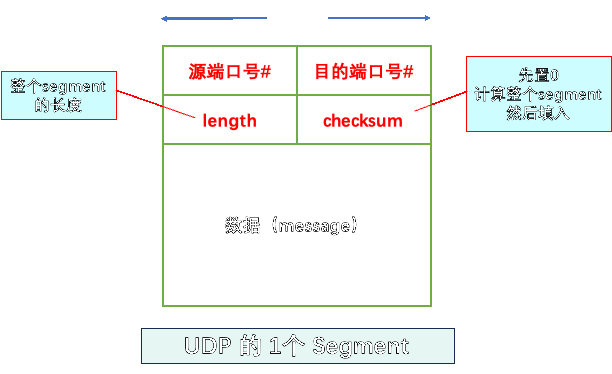 源端口号#
目的端口号#
整个segment
的长度
length
checksum
先置0
计算整个segment
然后填入
数据（message）
UDP 的 1个 Segment